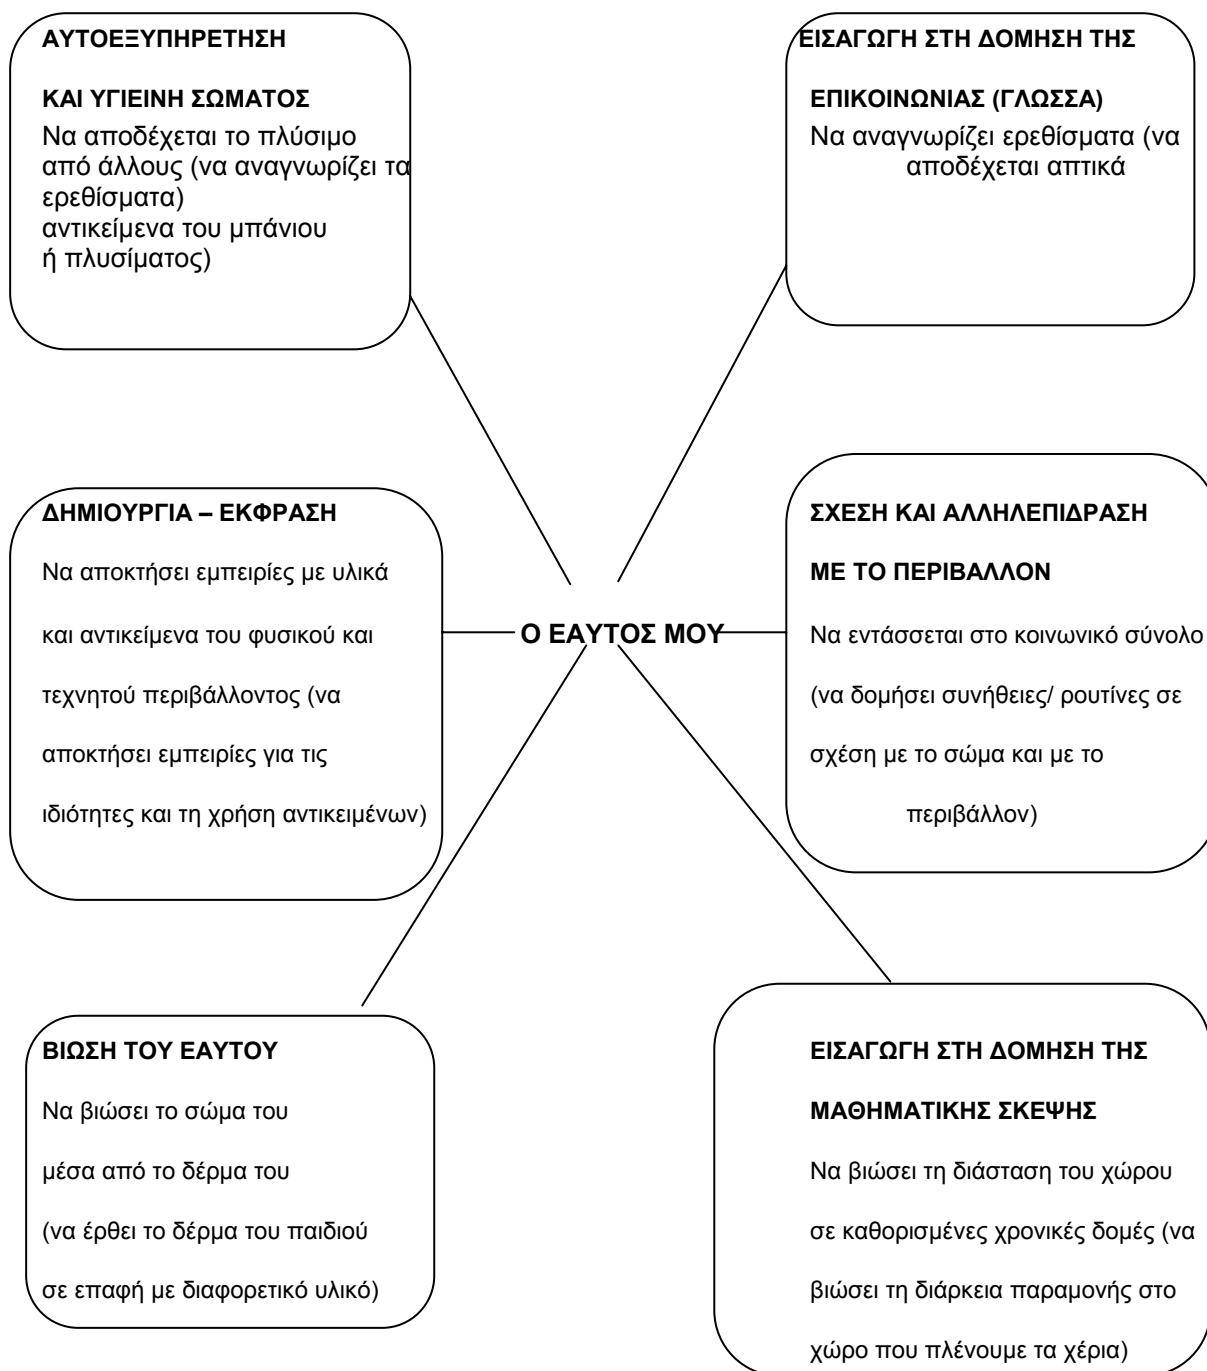 ΑΥΤΟΕΞΥΠΗΡΕΤΗΣΗ
ΚΑΙ ΥΓΙΕΙΝΗ ΣΩΜΑΤΟΣ
Να αποδέχεται το πλύσιμο
από άλλους (να αναγνωρίζει τα
ερεθίσματα)
αντικείμενα του μπάνιου
ή πλυσίματος)
ΕΙΣΑΓΩΓΗ ΣΤΗ ΔΟΜΗΣΗ ΤΗΣ
ΕΠΙΚΟΙΝΩΝΙΑΣ (ΓΛΩΣΣΑ)
Να αναγνωρίζει ερεθίσματα (να
αποδέχεται απτικά
ΔΗΜΙΟΥΡΓΙΑ – ΕΚΦΡΑΣΗ
Να αποκτήσει εμπειρίες με υλικά
και αντικείμενα του φυσικού και
τεχνητού περιβάλλοντος (να
αποκτήσει εμπειρίες για τις
ιδιότητες και τη χρήση αντικειμένων)
Ο ΕΑΥΤΟΣ ΜΟΥ
ΣΧΕΣΗ ΚΑΙ ΑΛΛΗΛΕΠΙΔΡΑΣΗ
ΜΕ ΤΟ ΠΕΡΙΒΑΛΛΟΝ
Να εντάσσεται στο κοινωνικό σύνολο
(να δομήσει συνήθειες/ ρουτίνες σε
σχέση με το σώμα και με το
περιβάλλον)
ΒΙΩΣΗ ΤΟΥ ΕΑΥΤΟΥ
Να βιώσει το σώμα του
μέσα από το δέρμα του
(να έρθει το δέρμα του παιδιού
σε επαφή με διαφορετικό υλικό)
ΕΙΣΑΓΩΓΗ ΣΤΗ ΔΟΜΗΣΗ ΤΗΣ
ΜΑΘΗΜΑΤΙΚΗΣ ΣΚΕΨΗΣ
Να βιώσει τη διάσταση του χώρου
σε καθορισμένες χρονικές δομές (να
βιώσει τη διάρκεια παραμονής στο
χώρο που πλένουμε τα χέρια)